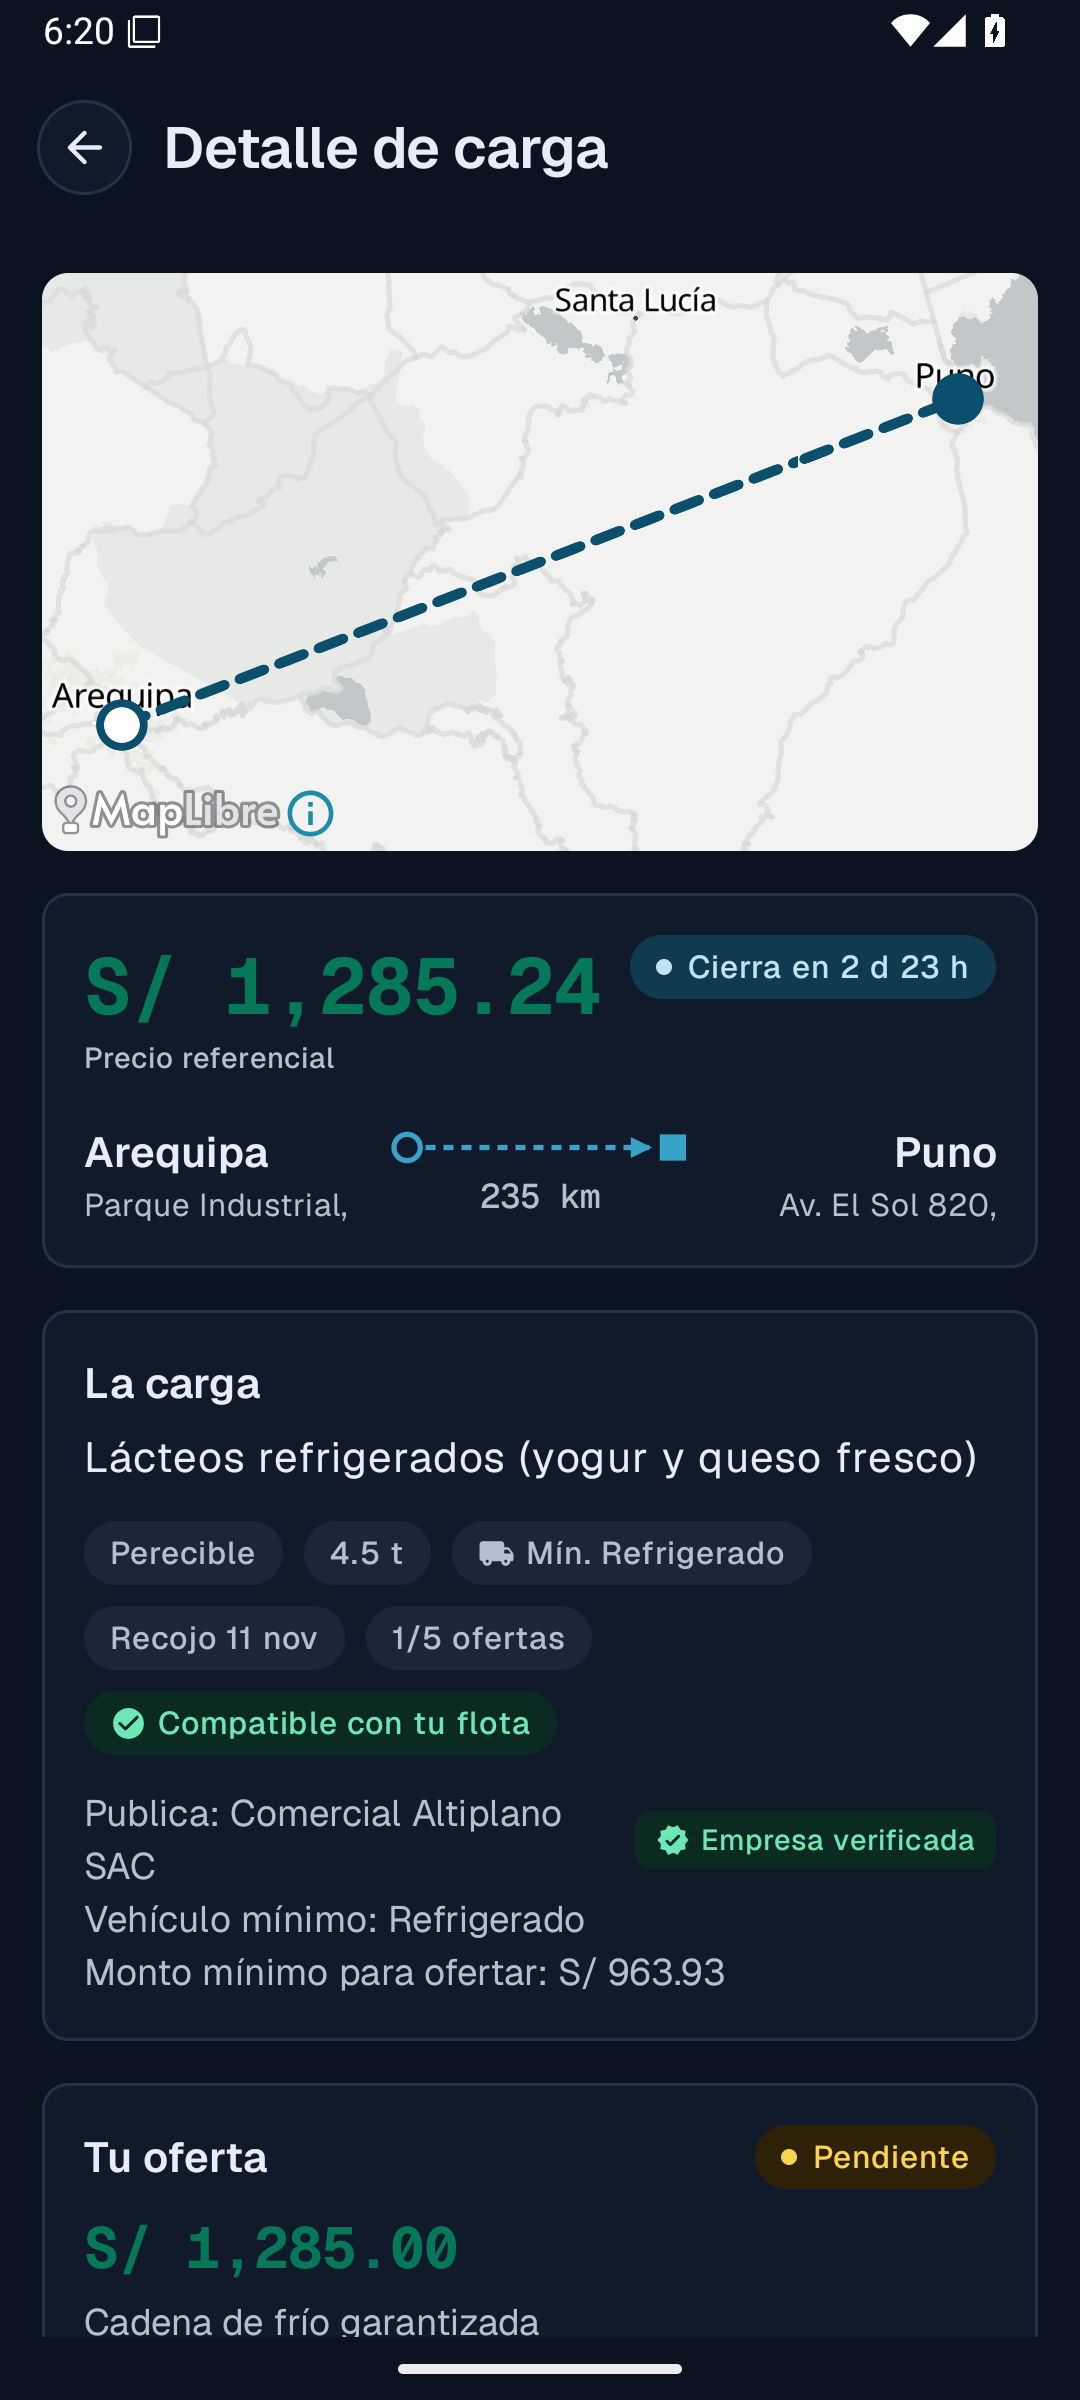 6:20
Detalle de carga
Santa Lucía
Puno
Arequipa
MapLibre
S/ 1,285.24
Cierra en 2 d 23 h
Precio referencial
Arequipa
Puno
Parque Industrial,
235 km
Av. El Sol 820,
La carga
Lácteos refrigerados (yogur y queso fresco)
Perecible
4.5 t
Mín. Refrigerado
Recojo 11 nov
1/5 ofertas
Compatible con tu flota
Publica: Comercial Altiplano
SAC
Empresa verificada
Vehículo mínimo: Refrigerado
Monto mínimo para ofertar: S/ 963.93
Tu oferta
Pendiente
S/ 1,285.00
Cadena de frío garantizada